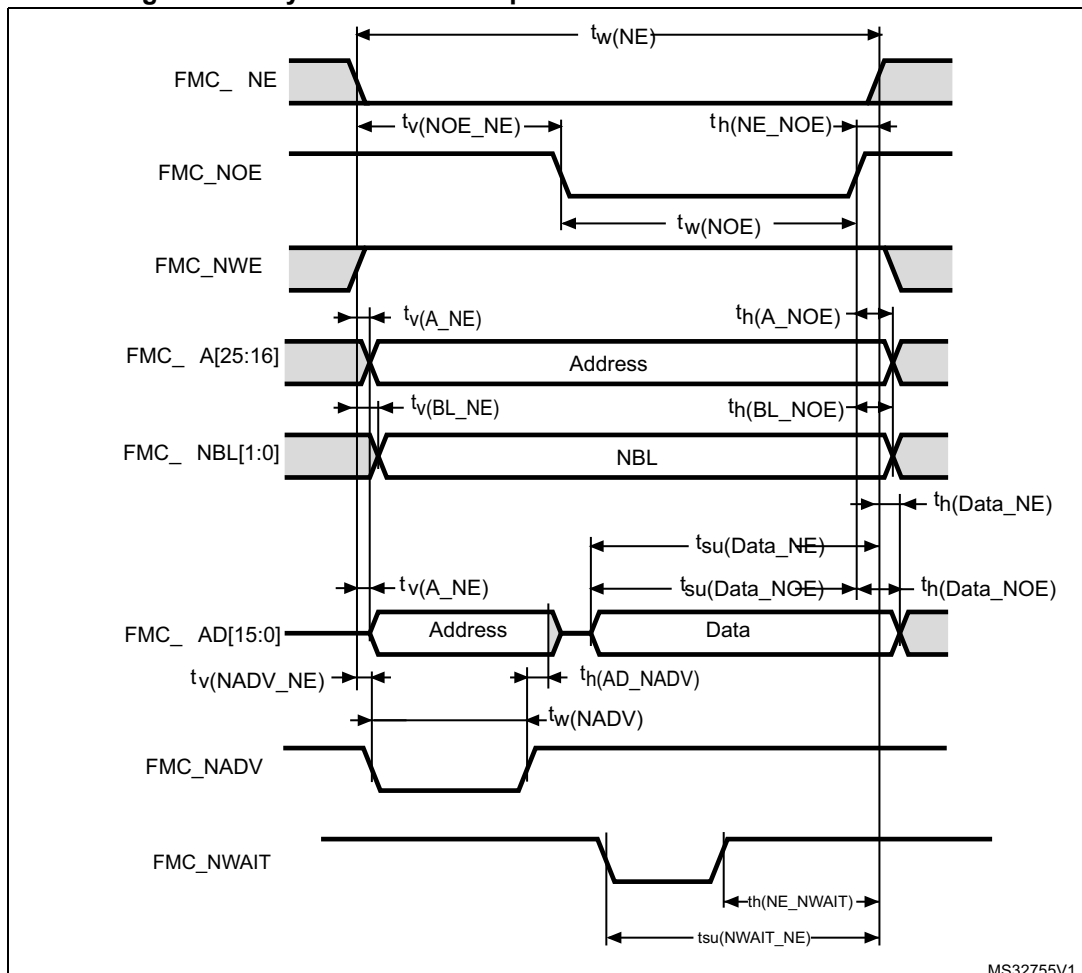 tw(NE)
FMC_ NE
tv(NOE_NE)
th(NE_NOE)
FMC_NOE
tw(NOE)
FMC_NWE
tv(A_NE)
th(A_NOE)
FMC_ A[25:16]
Address
tv(BL_NE)
th(BL_NOE)
FMC_ NBL[1:0]
NBL
th(Data_NE)
tsu(Data_NE)
tv(A_NE)
tsu(Data_NOE)
th(Data_NOE)
FMC_ AD[15:0]
Address
Data
tv(NADV_NE)
th(AD_NADV)
tw(NADV)
FMC_NADV
FMC_NWAIT
th(NE_NWAIT)
tsu(NWAIT_NE)
MS32755V1